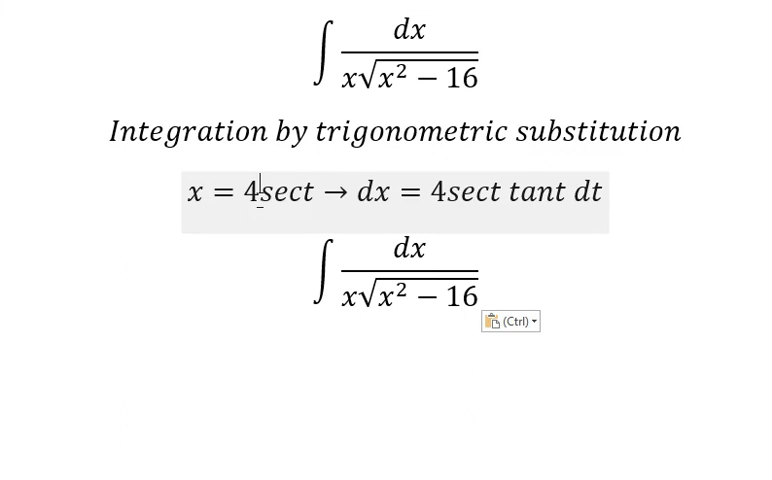 ∫ dx / x√x² − 16
Integration by trigonometric substitution
x = 4sect → dx = 4sect tant dt
∫ dx / x√x² − 16
(Ctrl)